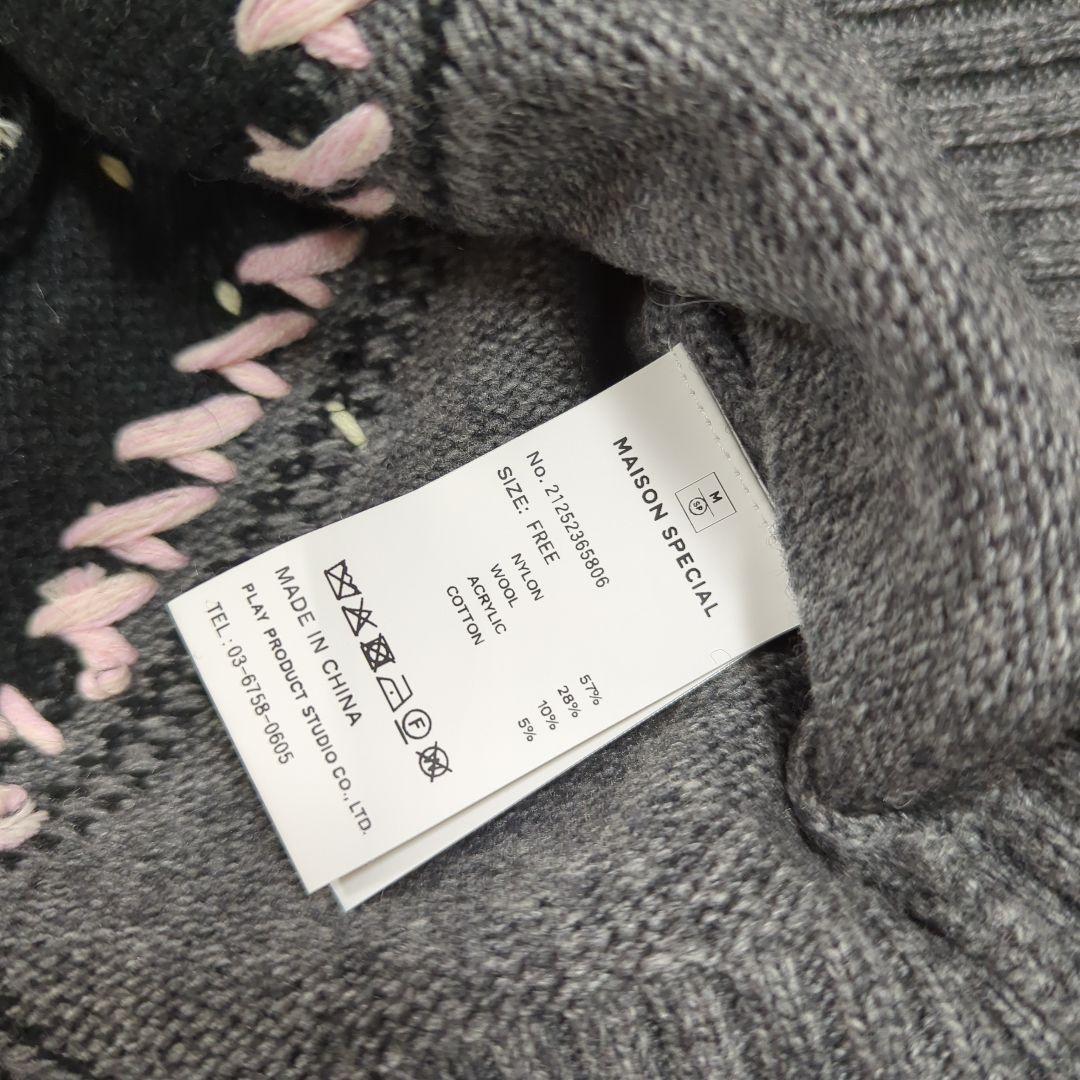 M
SP
MAISON SPECIAL
No. 21252365806
SIZE: FREE
NYLON 57%
WOOL 28%
ACRYLIC 10%
COTTON 5%
F
W
MADE IN CHINA
PLAY PRODUCT STUDIO CO., LTD.
TEL: 03-6758-0605